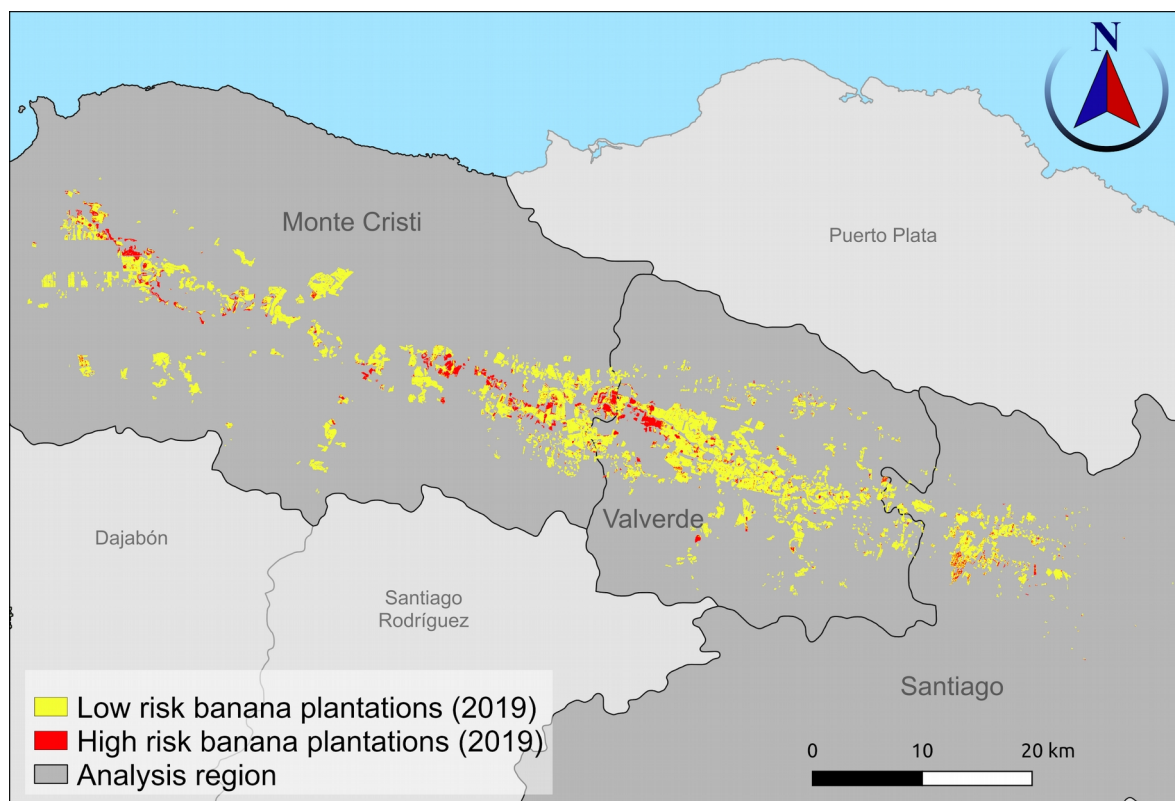 N
Monte Cristi
Puerto Plata
Valverde
Dajabón
Santiago
Rodríguez
Santiago
Low risk banana plantations (2019)
High risk banana plantations (2019)
Analysis region
0 10 20 km